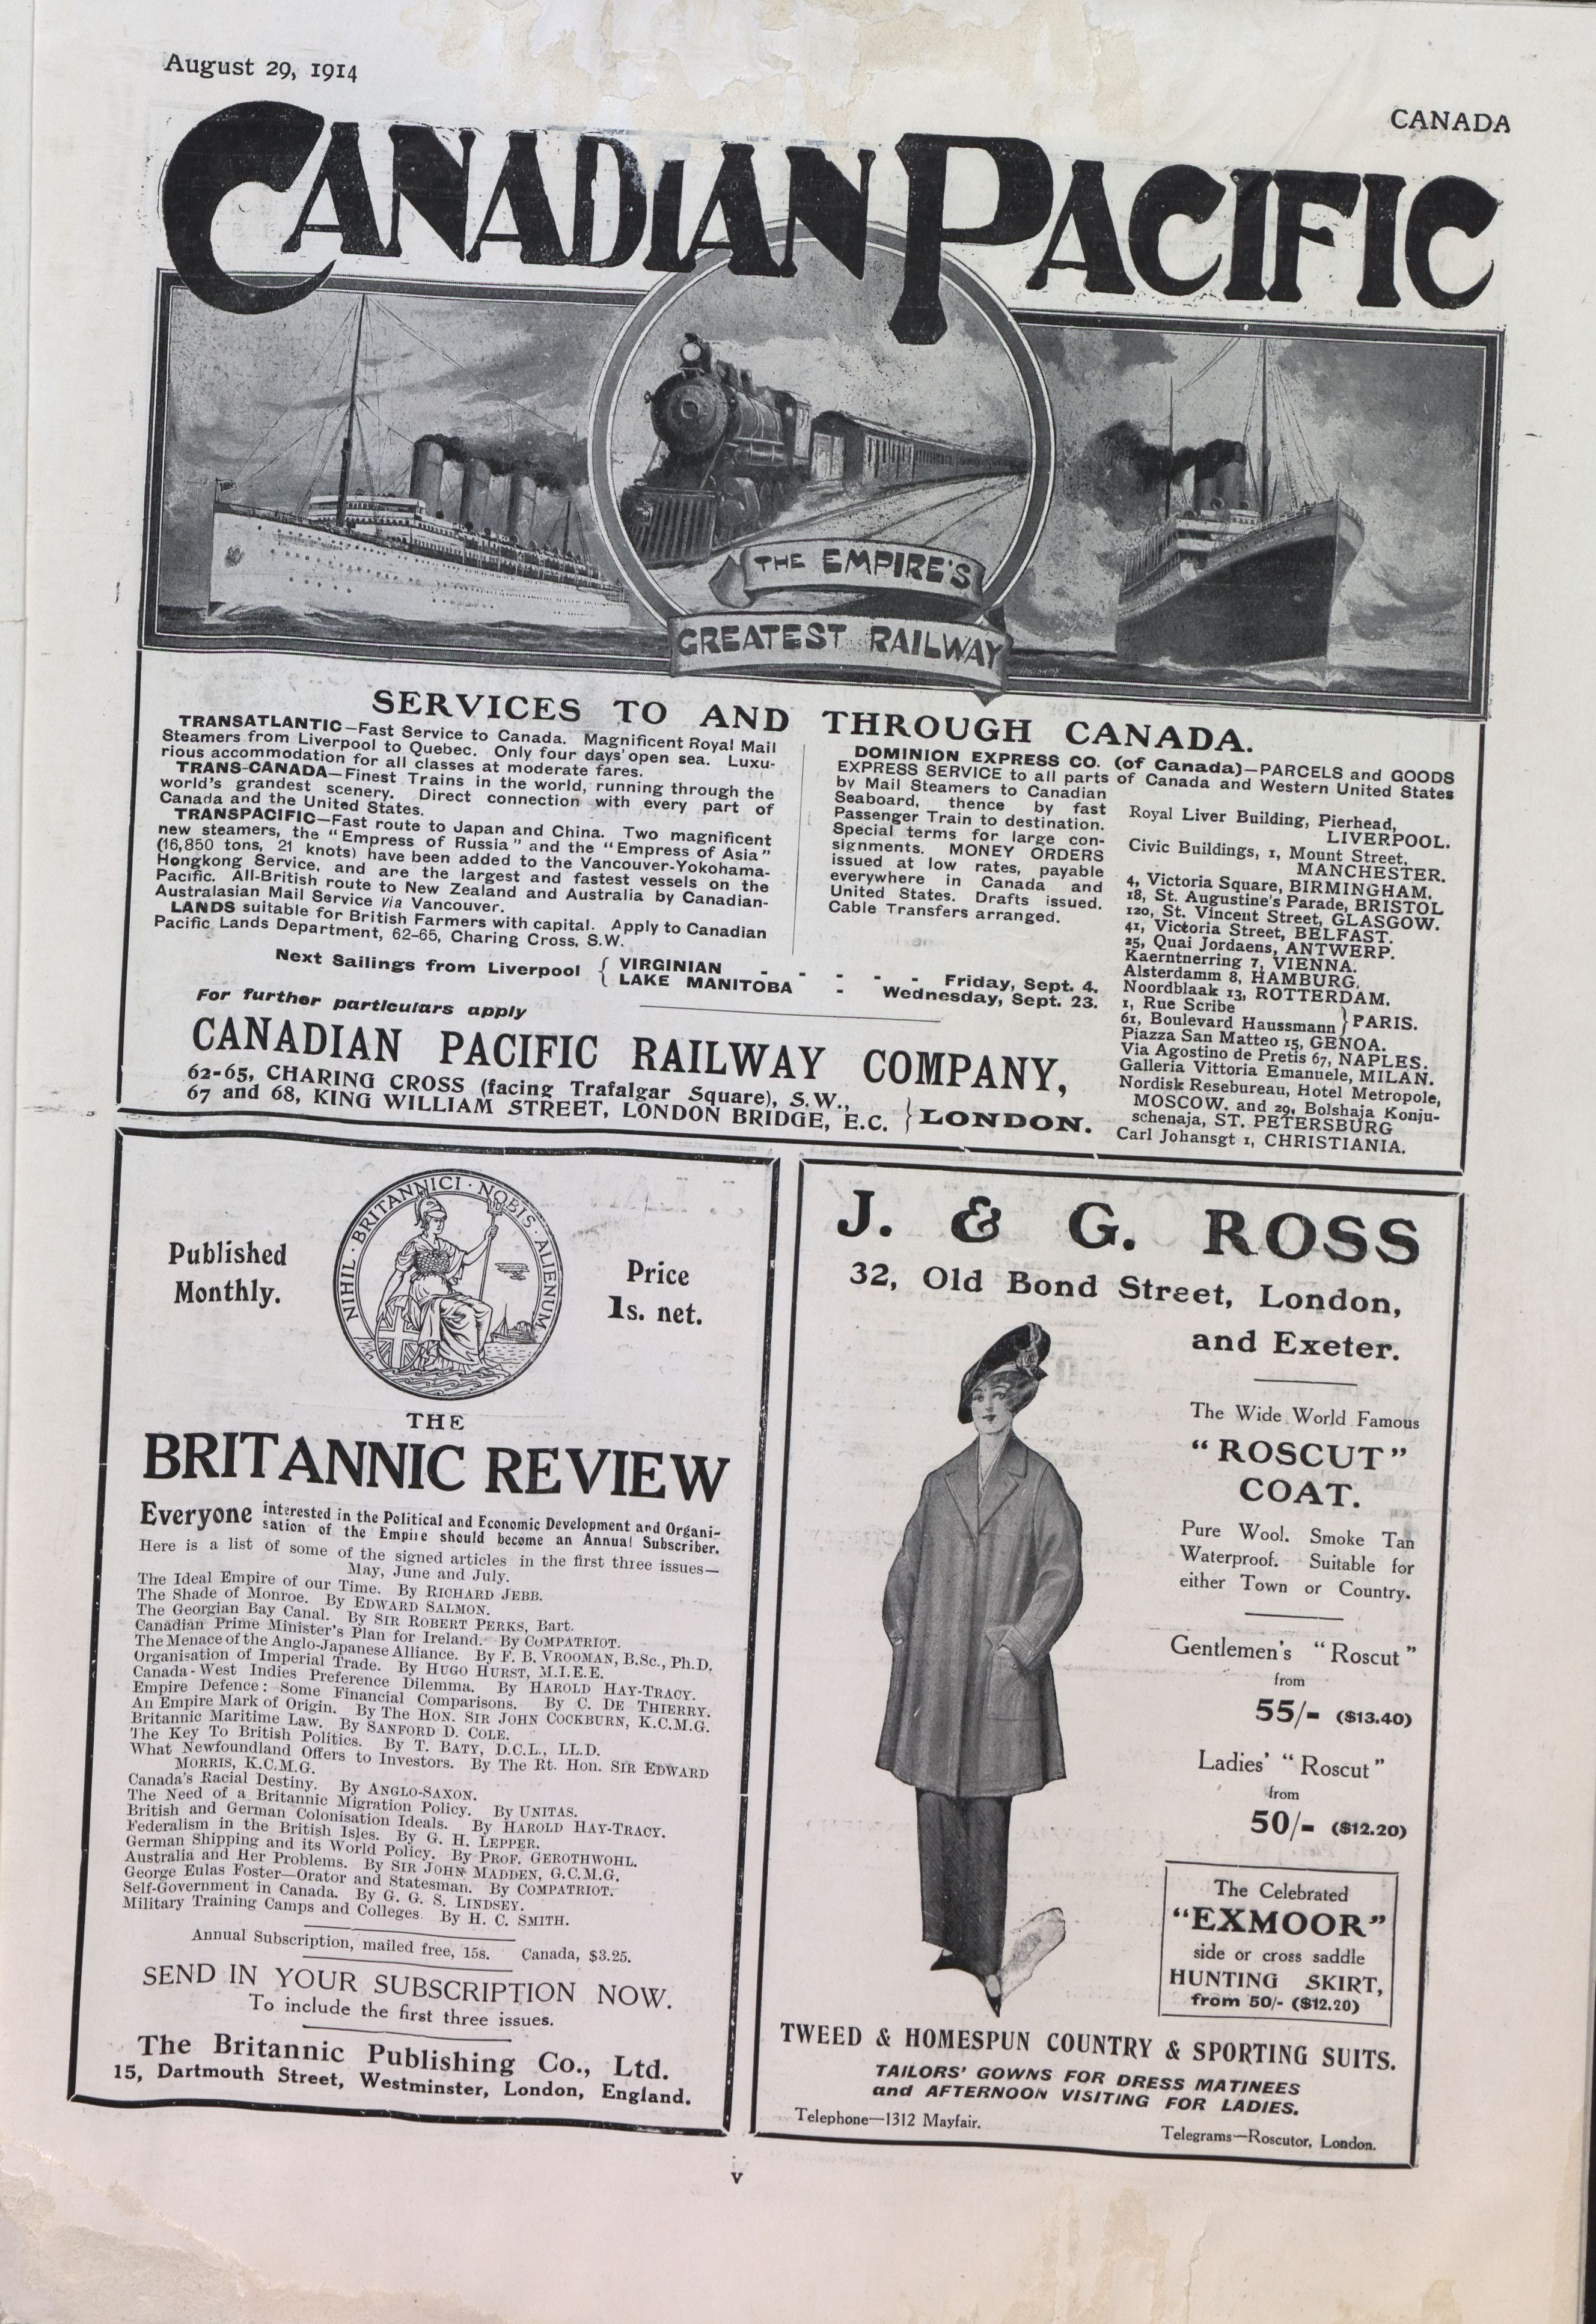 August 29, 1914
CANADA
CANADIAN PACIFIC
THE EMPIRE'S
GREATEST RAILWAY
SERVICES TO AND THROUGH CANADA.
TRANSATLANTIC—Fast Service to Canada. Magnificent Royal Mail
Steamers from Liverpool to Quebec. Only four days' open sea. Luxu-
rious accommodation for all classes at moderate fares.
TRANS-CANADA—Finest Trains in the world, running through the
world's grandest scenery. Direct connection with every part of
Canada and the United States.
TRANSPACIFIC—Fast route to Japan and China. Two magnificent
new steamers, the "Empress of Russia" and the "Empress of Asia"
(16,850 tons, 21 knots) have been added to the Vancouver-Yokohama-
Hongkong Service, and are the largest and fastest vessels on the
Pacific. All-British route to New Zealand and Australia by Canadian-
Australasian Mail Service via Vancouver.
LANDS suitable for British Farmers with capital. Apply to Canadian
Pacific Lands Department, 62-65, Charing Cross, S.W.
DOMINION EXPRESS CO. (of Canada)—PARCELS and GOODS
EXPRESS SERVICE to all parts of Canada and Western United States
by Mail Steamers to Canadian
Seaboard, thence by fast
Passenger Train to destination.
Special terms for large con-
signments. MONEY ORDERS
issued at low rates, payable
everywhere in Canada and
United States. Drafts issued.
Cable Transfers arranged.
Royal Liver Building, Pierhead,
LIVERPOOL.
Civic Buildings, 1, Mount Street,
MANCHESTER.
4, Victoria Square, BIRMINGHAM.
18, St. Augustine's Parade, BRISTOL
120, St. Vincent Street, GLASGOW.
41, Victoria Street, BELFAST.
25, Quai Jordaens, ANTWERP.
Kaerntnerring 7, VIENNA.
Alsterdamm 8, HAMBURG.
Noordblaak 13, ROTTERDAM.
1, Rue Scribe
61, Boulevard Haussmann } PARIS.
Piazza San Matteo 15, GENOA.
Via Agostino de Pretis 67, NAPLES.
Galleria Vittoria Emanuele, MILAN.
Nordisk Resebureau, Hotel Metropole,
MOSCOW. and 29, Bolshaja Konju-
schenaja, ST. PETERSBURG
Carl Johansgt 1, CHRISTIANIA.
Next Sailings from Liverpool { VIRGINIAN - - - - - Friday, Sept. 4.
LAKE MANITOBA - Wednesday, Sept. 23.
For further particulars apply
CANADIAN PACIFIC RAILWAY COMPANY,
62-65, CHARING CROSS (facing Trafalgar Square), S.W.,
67 and 68, KING WILLIAM STREET, LONDON BRIDGE, E.C. } LONDON.
Published
Monthly.
NIHIL · BRITANNICI · NOBIS · ALIENUM
Price
1s. net.
THE
BRITANNIC REVIEW
Everyone interested in the Political and Economic Development and Organi-
sation of the Empire should become an Annual Subscriber.
Here is a list of some of the signed articles in the first three issues—
May, June and July.
The Ideal Empire of our Time. By RICHARD JEBB.
The Shade of Monroe. By EDWARD SALMON.
The Georgian Bay Canal. By SIR ROBERT PERKS, Bart.
Canadian Prime Minister's Plan for Ireland. By COMPATRIOT.
The Menace of the Anglo-Japanese Alliance. By F. B. VROOMAN, B.Sc., Ph.D.
Organisation of Imperial Trade. By HUGO HURST, M.I.E.E.
Canada-West Indies Preference Dilemma. By HAROLD HAY-TRACY.
Empire Defence: Some Financial Comparisons. By C. DE THIERRY.
An Empire Mark of Origin. By The HON. SIR JOHN COCKBURN, K.C.M.G.
Britannic Maritime Law. By SANFORD D. COLE.
The Key To British Politics. By T. BATY, D.C.L., LL.D.
What Newfoundland Offers to Investors. By The Rt. Hon. SIR EDWARD
MORRIS, K.C.M.G.
Canada's Racial Destiny. By ANGLO-SAXON.
The Need of a Britannic Migration Policy. By UNITAS.
British and German Colonisation Ideals. By HAROLD HAY-TRACY.
Federalism in the British Isles. By G. H. LEPPER.
German Shipping and its World Policy. By PROF. GEROTHWOHL.
Australia and Her Problems. By SIR JOHN MADDEN, G.C.M.G.
George Eulas Foster—Orator and Statesman. By COMPATRIOT.
Self-Government in Canada. By G. G. S. LINDSEY.
Military Training Camps and Colleges. By H. C. SMITH.
Annual Subscription, mailed free, 15s. Canada, $3.25.
SEND IN YOUR SUBSCRIPTION NOW.
To include the first three issues.
The Britannic Publishing Co., Ltd.
15, Dartmouth Street, Westminster, London, England.
J. & G. ROSS
32, Old Bond Street, London,
and Exeter.
The Wide World Famous
"ROSCUT"
COAT.
Pure Wool. Smoke Tan
Waterproof. Suitable for
either Town or Country.
Gentlemen's "Roscut"
from
55/- ($13.40)
Ladies' "Roscut"
from
50/- ($12.20)
The Celebrated
"EXMOOR"
side or cross saddle
HUNTING SKIRT,
from 50/- ($12.20)
TWEED & HOMESPUN COUNTRY & SPORTING SUITS.
TAILORS' GOWNS FOR DRESS MATINEES
and AFTERNOON VISITING FOR LADIES.
Telephone—1312 Mayfair.
Telegrams—Roscutor, London.
v